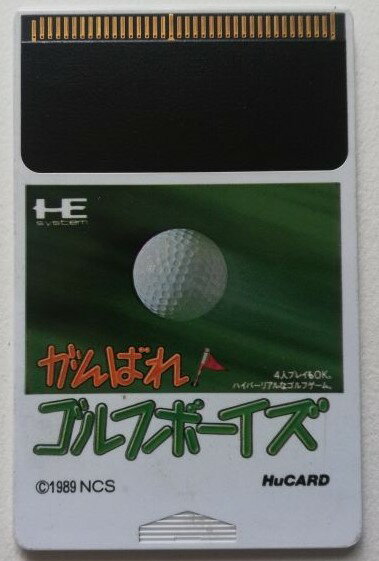 HE
system
がんばれ!
4人プレイもOK。
ハイパーリアルなゴルフゲーム。
ゴルフボーイズ
©1989 NCS
HuCARD